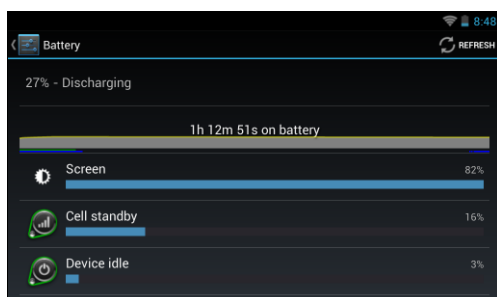 8:48
Battery
REFRESH
27% - Discharging
1h 12m 51s on battery
Screen 82%
Cell standby 16%
Device idle 3%